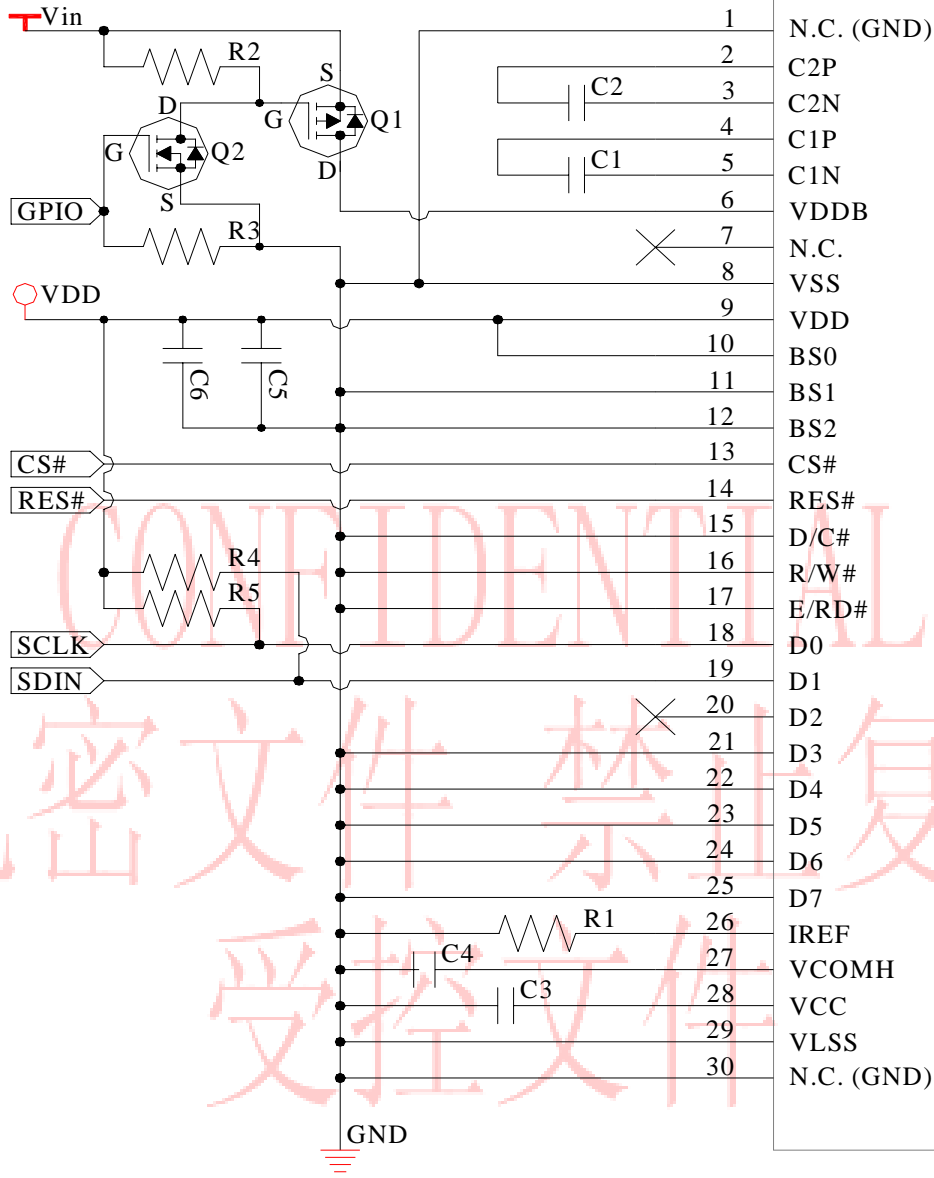 Vin
1 N.C. (GND)
R2
2 C2P
S
C2
D
3 C2N
G
Q1
G
Q2
4 C1P
C1
D
5 C1N
S
GPIO
6 VDDB
R3
7 N.C.
8 VSS
VDD
9 VDD
10 BS0
C6
C5
11 BS1
12 BS2
CS#
13 CS#
RES#
14 RES#
CONFIDENTIAL
15 D/C#
R4
16 R/W#
R5
17 E/RD#
SCLK
18 D0
SDIN
19 D1
20 D2
密文件 禁止复
21 D3
22 D4
23 D5
24 D6
25 D7
R1
26 IREF
受控文件
C4
27 VCOMH
C3
28 VCC
29 VLSS
30 N.C. (GND)
GND